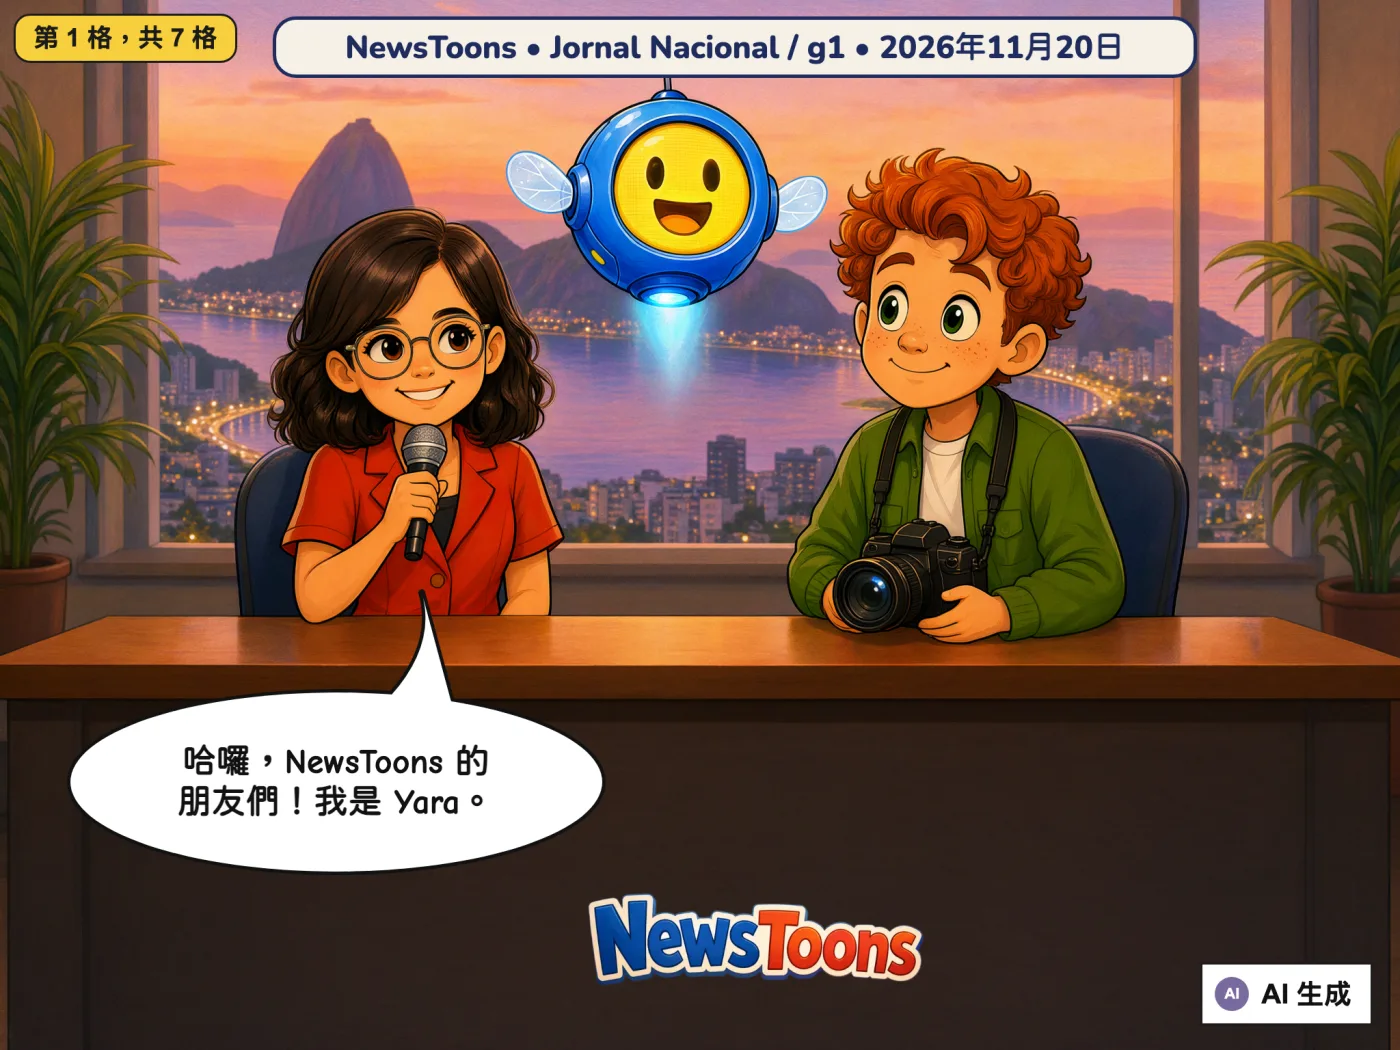 第 1 格，共 7 格
NewsToons • Jornal Nacional / g1 • 2026年11月20日
哈囉，NewsToons 的
朋友們！我是 Yara。
NewsToons
AI AI 生成